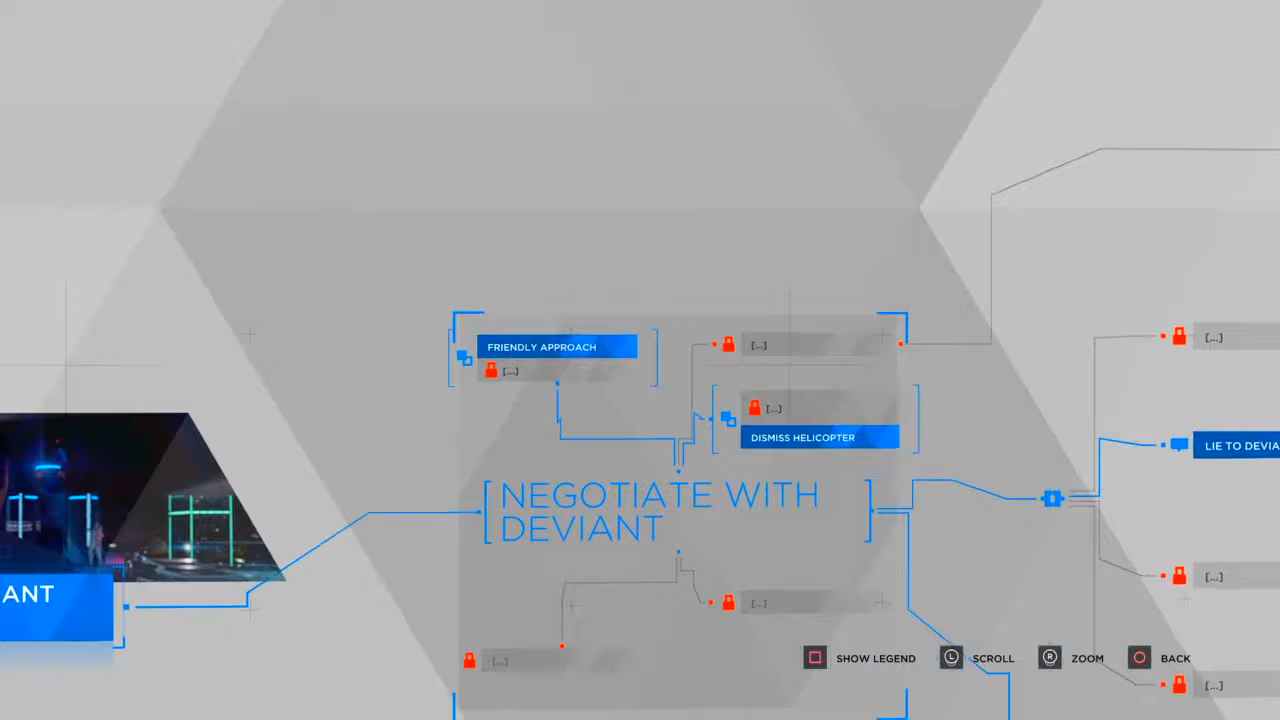 [...]
FRIENDLY APPROACH
[...]
[...]
[...]
DISMISS HELICOPTER
LIE TO DEVIA
NEGOTIATE WITH
DEVIANT
[...]
ANT
[...]
[...]
[...]
SHOW LEGEND
L
SCROLL
R
ZOOM
BACK